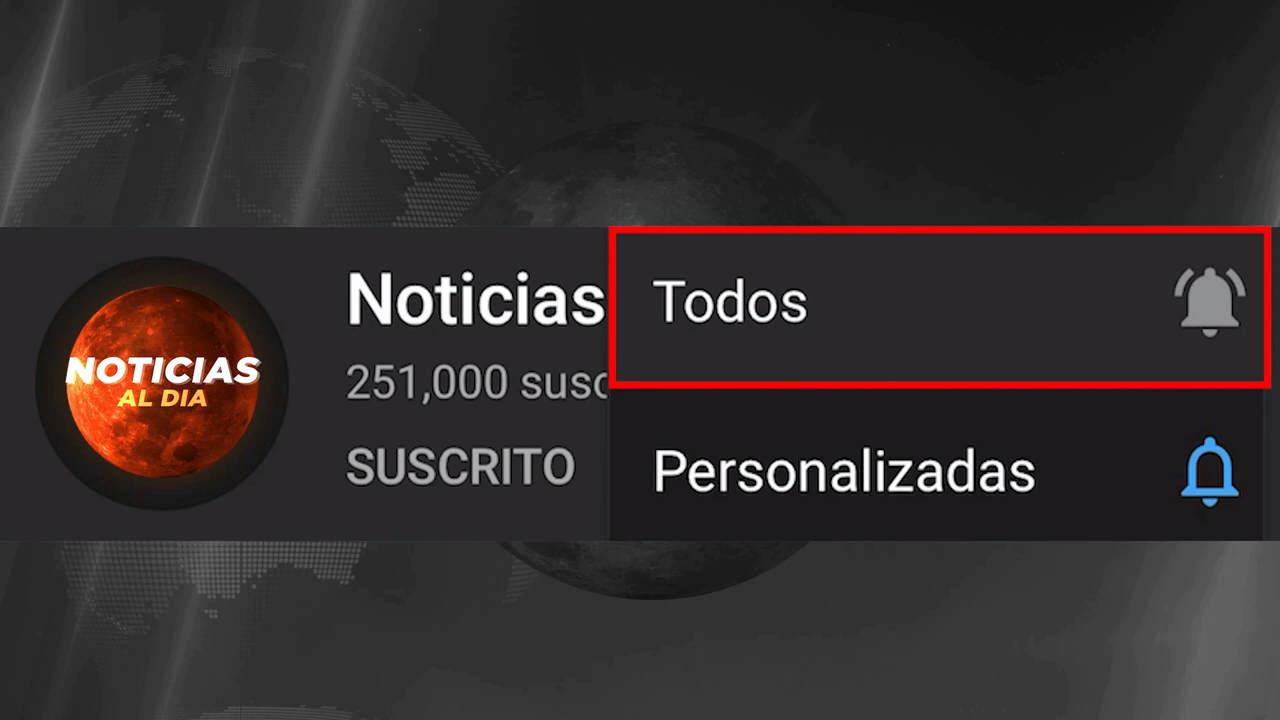 NOTICIAS
AL DIA
Noticias
251,000 susc
SUSCRITO
Todos
Personalizadas